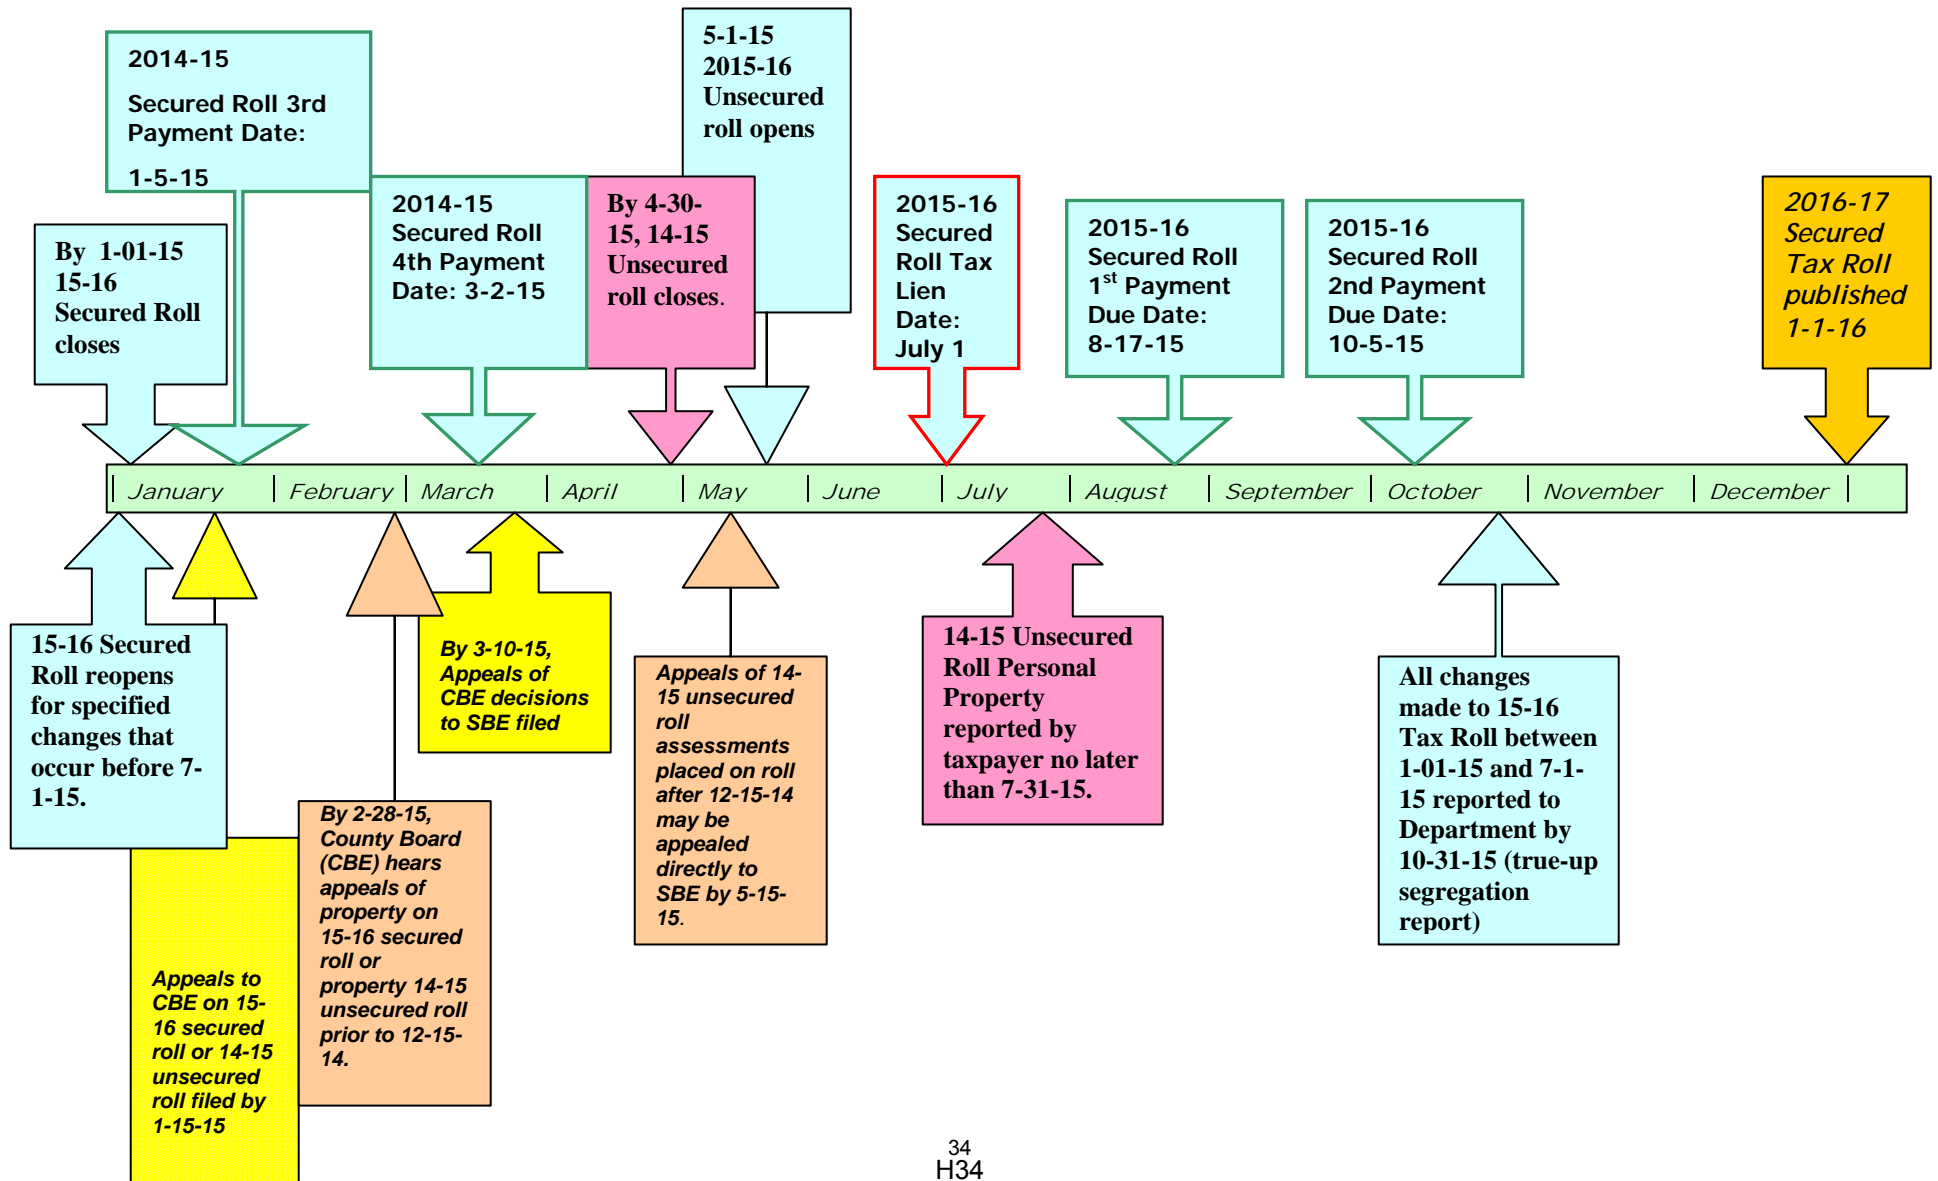 2014-15
Secured Roll 3rd
Payment Date:
1-5-15
5-1-15
2015-16
Unsecured
roll opens
By 1-01-15
15-16
Secured Roll
closes
2014-15
Secured Roll
4th Payment
Date: 3-2-15
By 4-30-
15, 14-15
Unsecured
roll closes.
2015-16
Secured
Roll Tax
Lien
Date:
July 1
2015-16
Secured Roll
1st Payment
Due Date:
8-17-15
2015-16
Secured Roll
2nd Payment
Due Date:
10-5-15
2016-17
Secured
Tax Roll
published
1-1-16
January February March April May June July August September October November December
15-16 Secured
Roll reopens
for specified
changes that
occur before 7-
1-15.
Appeals to
CBE on 15-
16 secured
roll or 14-15
unsecured
roll filed by
1-15-15
By 2-28-15,
County Board
(CBE) hears
appeals of
property on
15-16 secured
roll or
property 14-15
unsecured roll
prior to 12-15-
14.
By 3-10-15,
Appeals of
CBE decisions
to SBE filed
Appeals of 14-
15 unsecured
roll
assessments
placed on roll
after 12-15-14
may be
appealed
directly to
SBE by 5-15-
15.
14-15 Unsecured
Roll Personal
Property
reported by
taxpayer no later
than 7-31-15.
All changes
made to 15-16
Tax Roll between
1-01-15 and 7-1-
15 reported to
Department by
10-31-15 (true-up
segregation
report)
34
H34